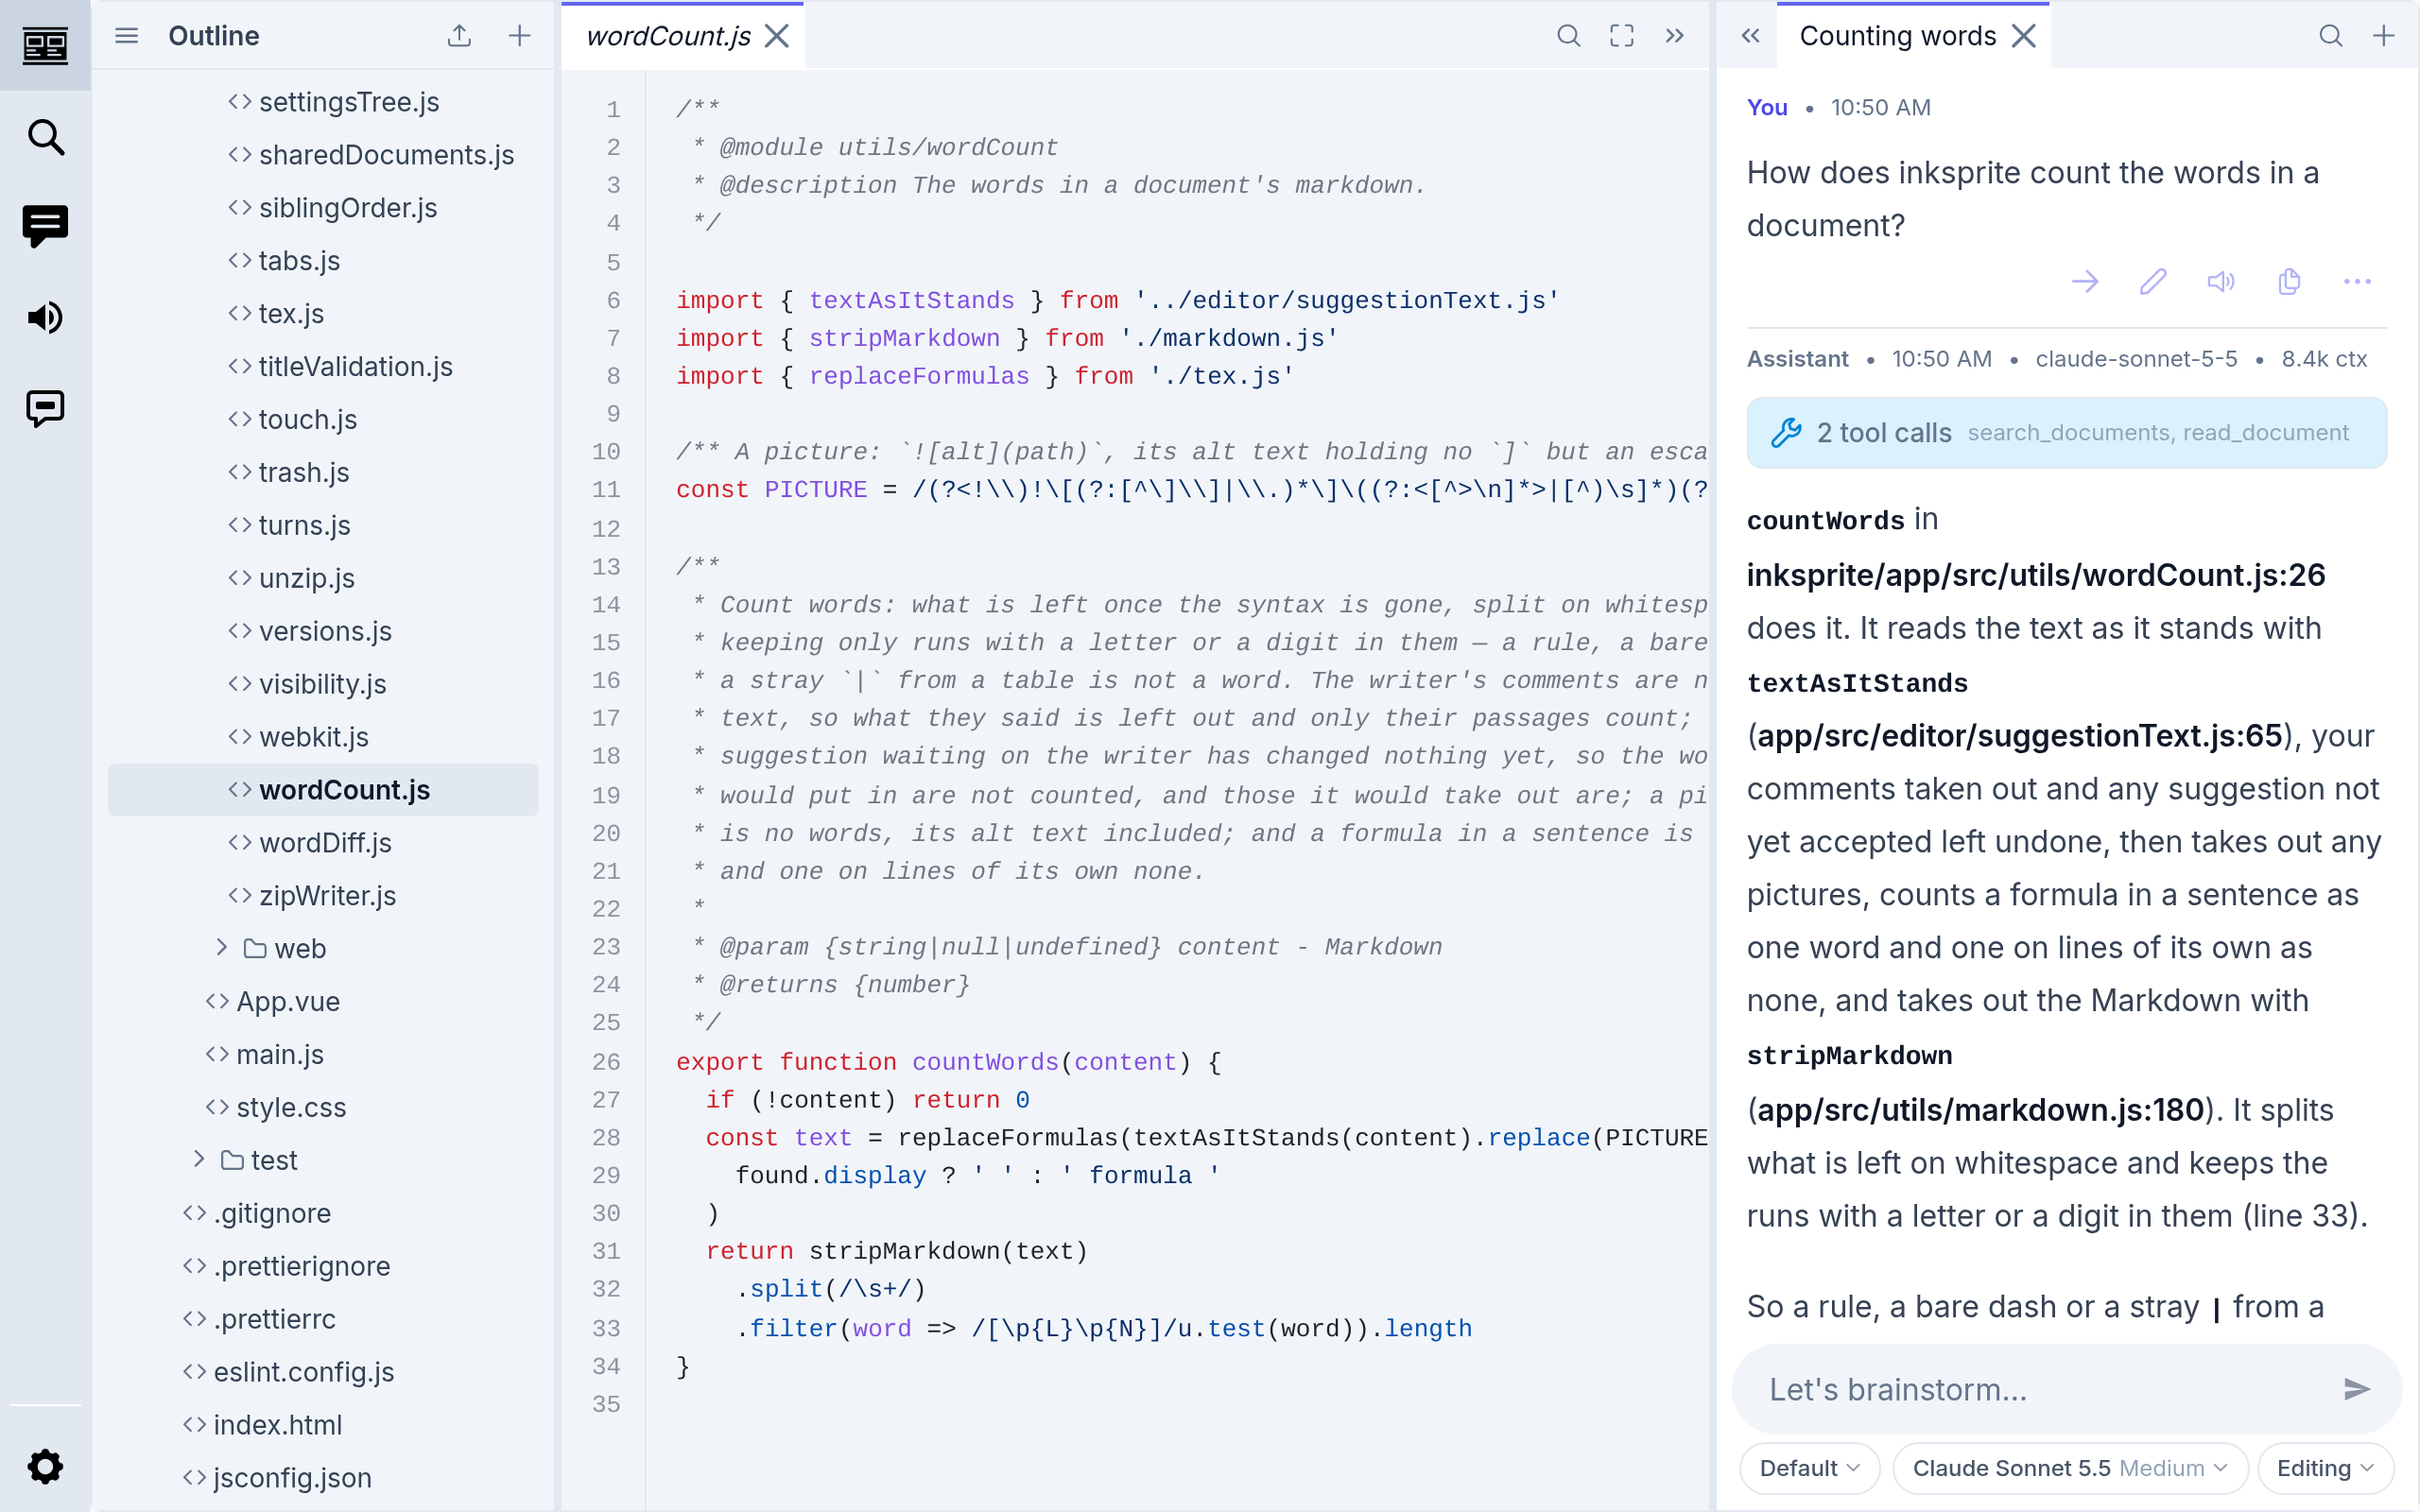 Outline
settingsTree.js
sharedDocuments.js
siblingOrder.js
tabs.js
tex.js
titleValidation.js
touch.js
trash.js
turns.js
unzip.js
versions.js
visibility.js
webkit.js
wordCount.js
wordDiff.js
zipWriter.js
web
App.vue
main.js
style.css
test
.gitignore
.prettierignore
.prettierrc
eslint.config.js
index.html
jsconfig.json
wordCount.js
1 /**
2  * @module utils/wordCount
3  * @description The words in a document's markdown.
4  */
5
6 import { textAsItStands } from '../editor/suggestionText.js'
7 import { stripMarkdown } from './markdown.js'
8 import { replaceFormulas } from './tex.js'
9
10 /** A picture: `![alt](path)`, its alt text holding no `]` but an esca
11 const PICTURE = /(?<!\\)!\[(?:[^\]\\]|\\.)*\]\((?:<[^>\n]*>|[^)\s]*)(?
12
13 /**
14  * Count words: what is left once the syntax is gone, split on whitesp
15  * keeping only runs with a letter or a digit in them — a rule, a bare
16  * a stray `|` from a table is not a word. The writer's comments are n
17  * text, so what they said is left out and only their passages count;
18  * suggestion waiting on the writer has changed nothing yet, so the wo
19  * would put in are not counted, and those it would take out are; a pi
20  * is no words, its alt text included; and a formula in a sentence is
21  * and one on lines of its own none.
22  *
23  * @param {string|null|undefined} content - Markdown
24  * @returns {number}
25  */
26 export function countWords(content) {
27   if (!content) return 0
28   const text = replaceFormulas(textAsItStands(content).replace(PICTURE
29     found.display ? ' ' : ' formula '
30   )
31   return stripMarkdown(text)
32     .split(/\s+/)
33     .filter(word => /[\p{L}\p{N}]/u.test(word)).length
34 }
35
Counting words
You • 10:50 AM
How does inksprite count the words in a
document?
Assistant • 10:50 AM • claude-sonnet-5-5 • 8.4k ctx
2 tool calls search_documents, read_document
countWords in
inksprite/app/src/utils/wordCount.js:26
does it. It reads the text as it stands with
textAsItStands
(app/src/editor/suggestionText.js:65), your
comments taken out and any suggestion not
yet accepted left undone, then takes out any
pictures, counts a formula in a sentence as
one word and one on lines of its own as
none, and takes out the Markdown with
stripMarkdown
(app/src/utils/markdown.js:180). It splits
what is left on whitespace and keeps the
runs with a letter or a digit in them (line 33).
So a rule, a bare dash or a stray | from a
Let's brainstorm...
Default
Claude Sonnet 5.5 Medium
Editing